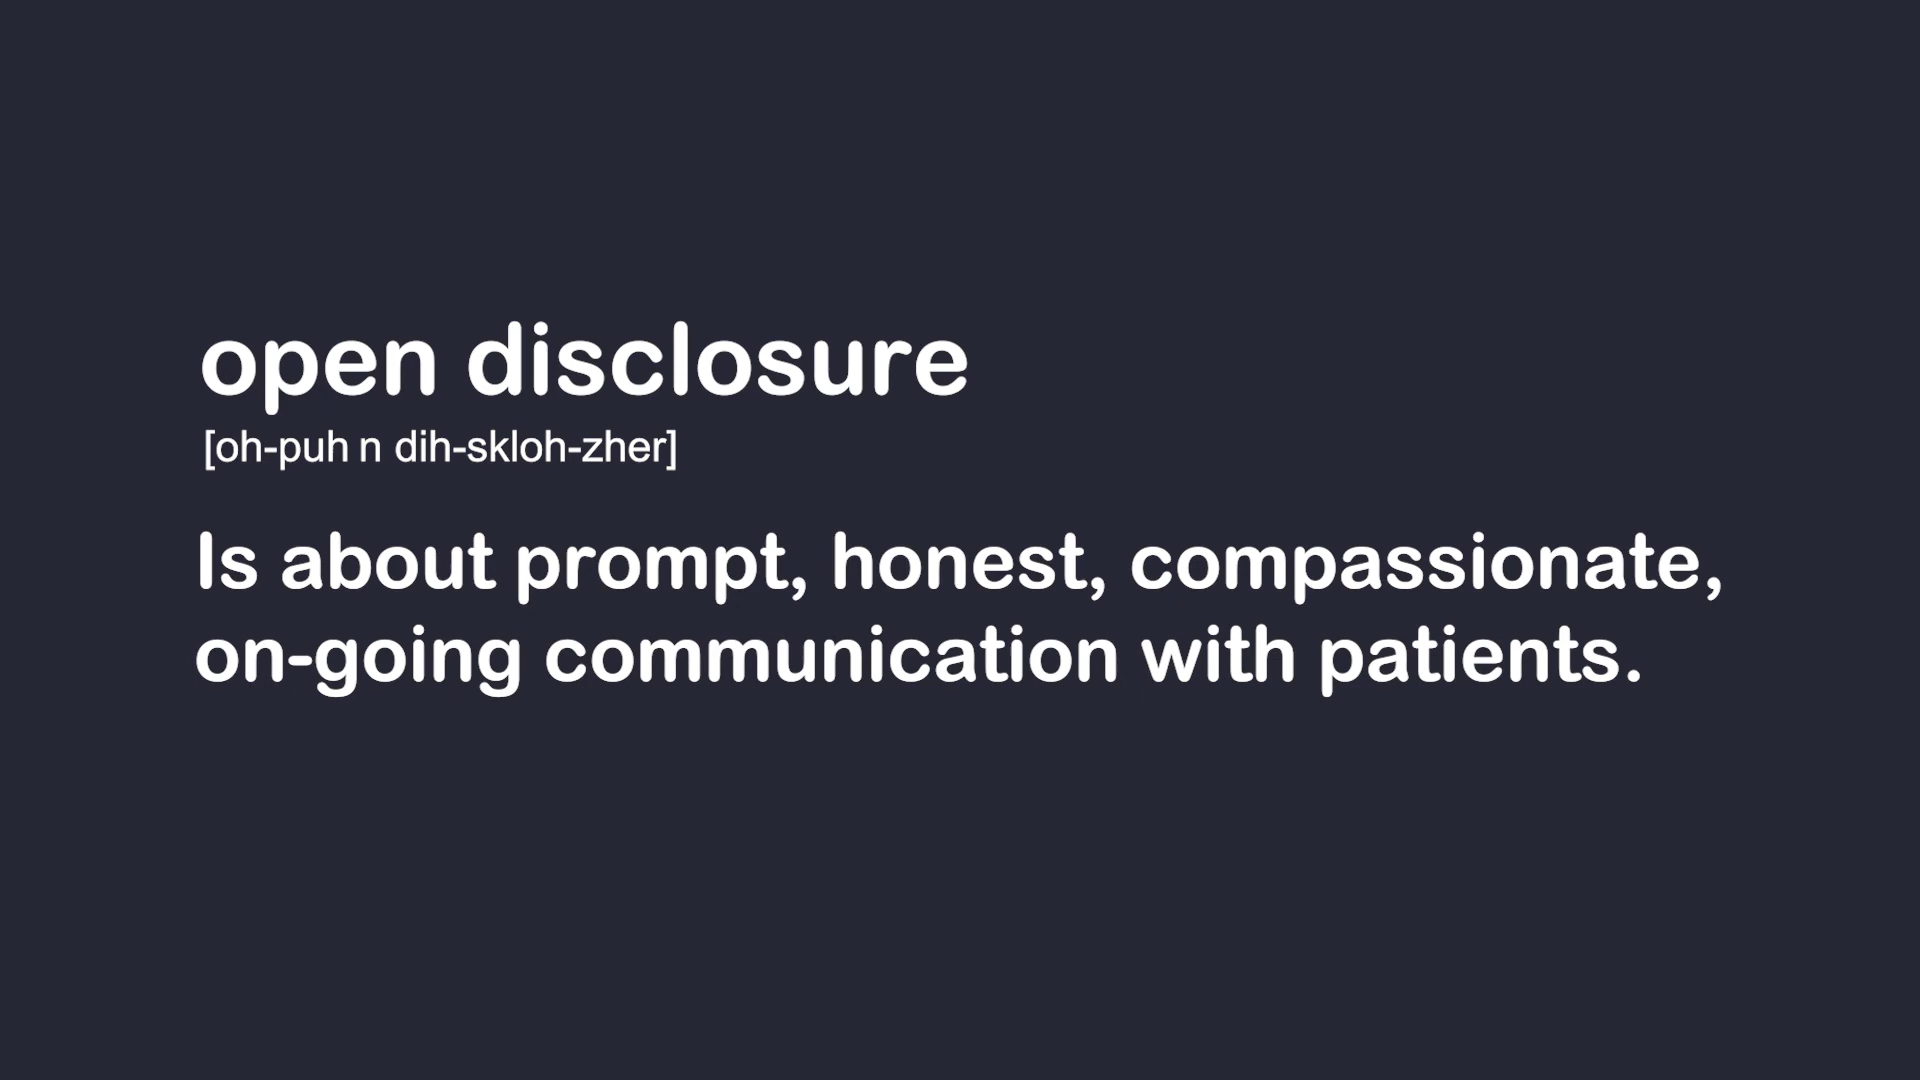 open disclosure
[oh-puh n dih-skloh-zher]
Is about prompt, honest, compassionate,
on-going communication with patients.